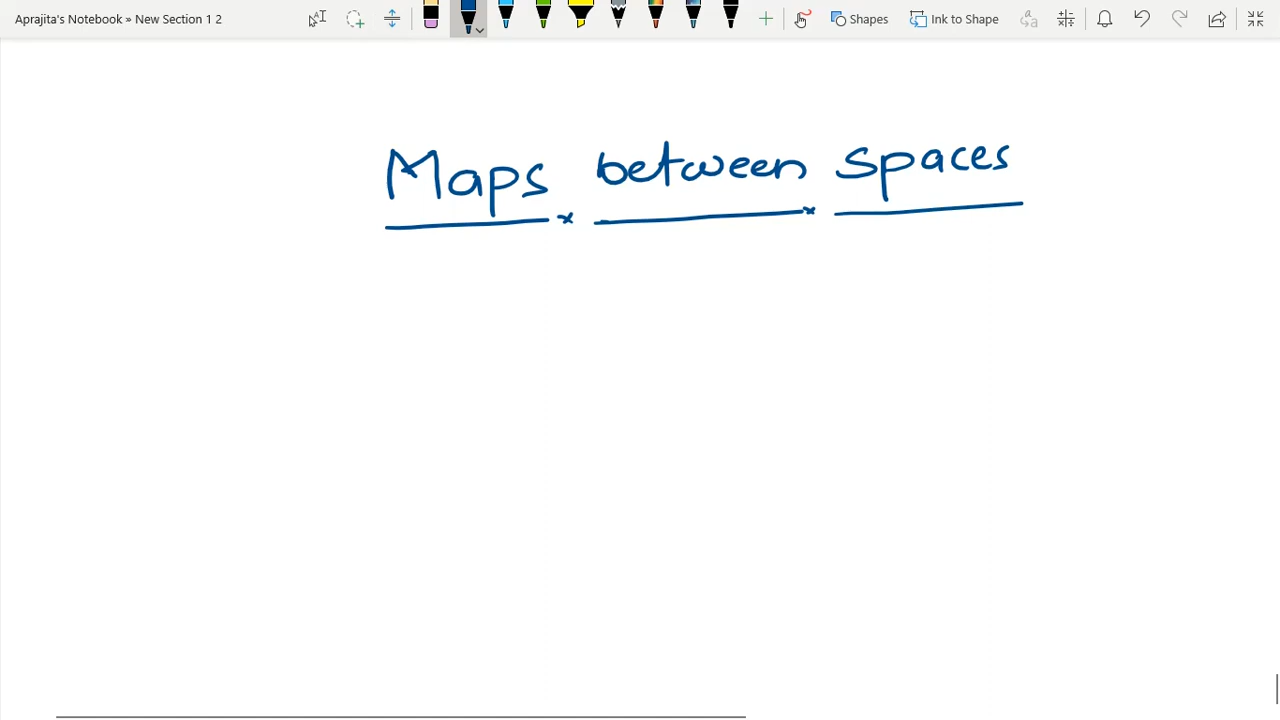 Aprajita's Notebook » New Section 1 2
Shapes
Ink to Shape
Maps between Spaces